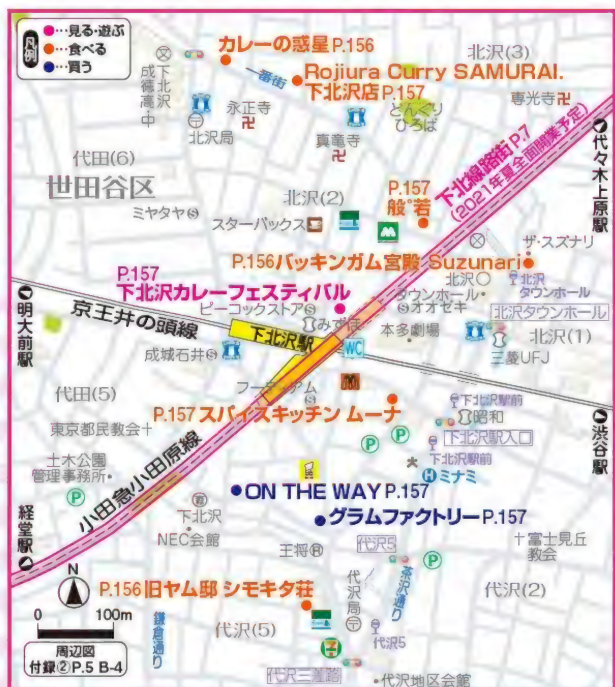 凡例
●…見る・遊ぶ
●…食べる
●…買う
カレーの惑星 P.156
北沢(3)
一番街
Rojiura Curry SAMURAI.
下北沢店 P.157
下北沢
成徳高・中
永正寺
北沢局
真竜寺
どんぐり
ひろば
専光寺
代々木上原駅
代田(6)
世田谷区
北沢(2)
下北線路街 P.7
(2021年夏全面開業予定)
P.157
般°若
ミヤタヤ
スターバックス
ザ・スズナリ
P.156 バッキンガム宮殿 Suzunari
P.157
下北沢カレーフェスティバル
北沢
タウンホール
北沢
タウンホール
北沢タウンホール
明大前駅
京王井の頭線
ピーコックストア
みずほ
オオゼキ
本多劇場
下北沢駅
WC
北沢(1)
三菱UFJ
成城石井
代田(5)
フーディアム
P.157 スパイスキッチン ムーナ
下北沢駅前
昭和
下北沢駅入口
下北沢駅前
渋谷駅
東京都民教会
小田急小田原線
土木公園
管理事務所
P
P
P
ミナミ
ON THE WAY P.157
下北沢
NEC会館
グラムファクトリー P.157
経堂駅
王将
代沢5
富士見丘
教会
P
茶沢通り
代沢(2)
N
0 100m
P.156 旧ヤム邸 シモキタ荘
代沢局
代沢5
鎌倉通り
代沢(5)
周辺図
付録②P.5 B-4
代沢三差路
代沢地区会館